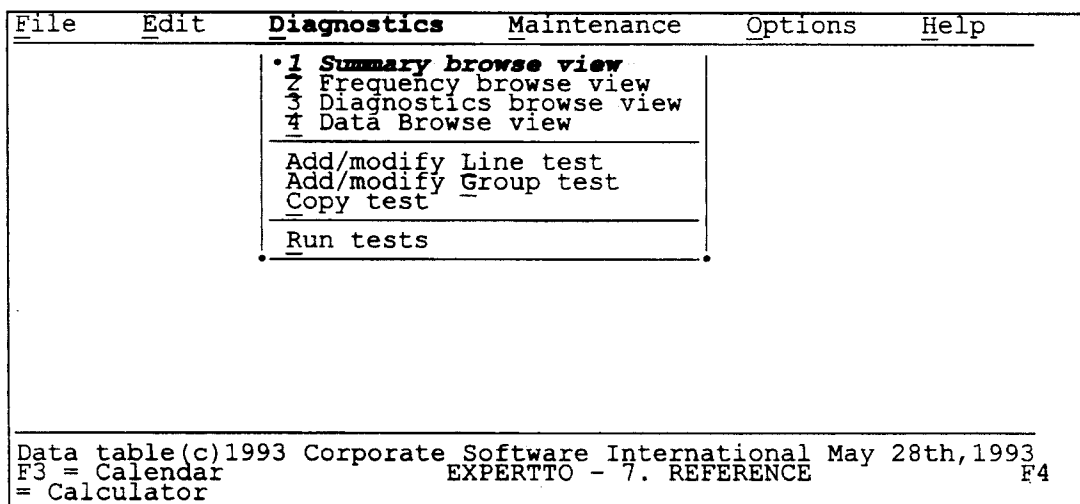 File Edit Diagnostics Maintenance Options Help
•1 Summary browse view
2 Frequency browse view
3 Diagnostics browse view
4 Data Browse view
Add/modify Line test
Add/modify Group test
Copy test
Run tests
Data table(c)1993 Corporate Software International May 28th,1993
F3 = Calendar EXPERTTO - 7. REFERENCE F4
= Calculator